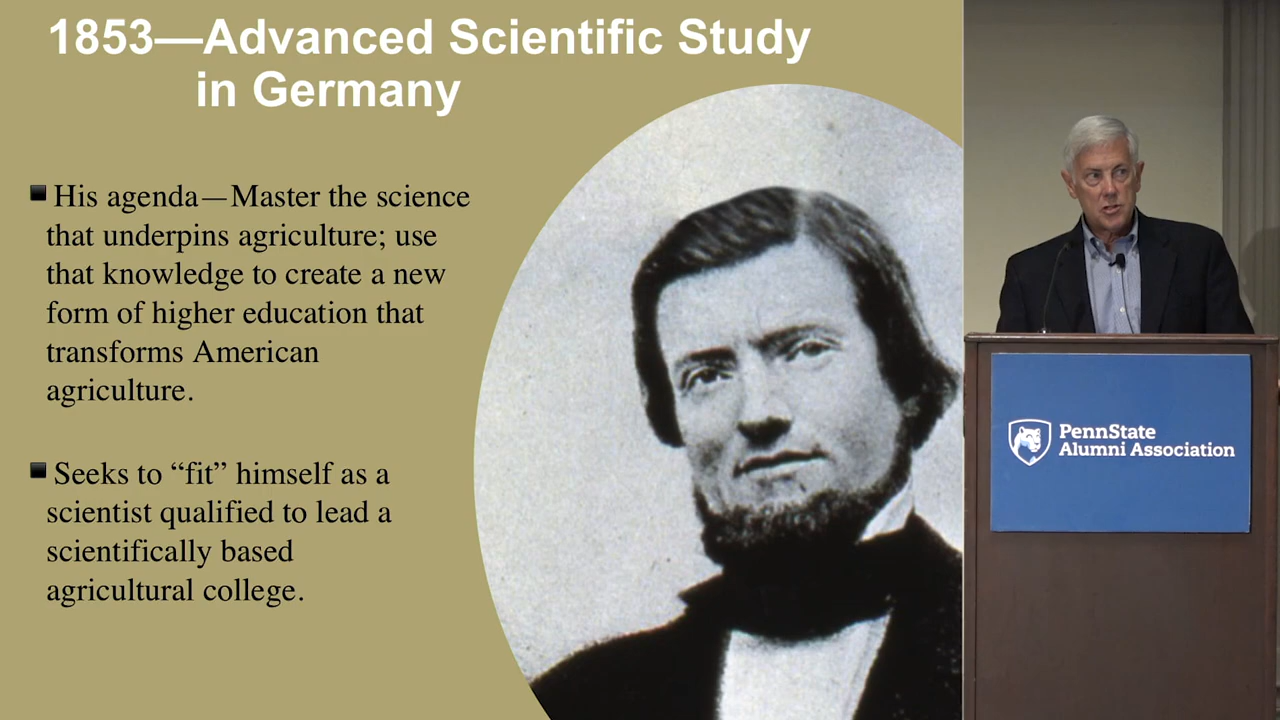 1853—Advanced Scientific Study
in Germany
His agenda—Master the science
that underpins agriculture; use
that knowledge to create a new
form of higher education that
transforms American
agriculture.
Seeks to “fit” himself as a
scientist qualified to lead a
scientifically based
agricultural college.
PennState
Alumni Association